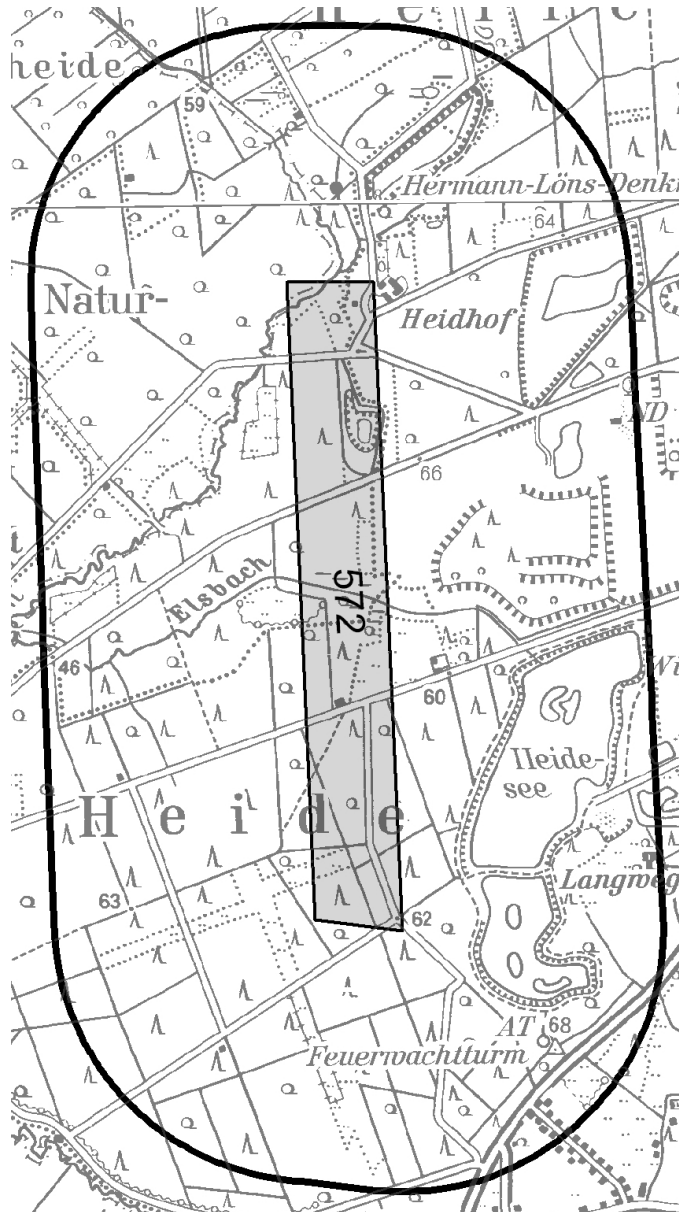 heide
59
Hermann-Löns-Denkm
64
Natur-
Heidhof
ND
66
572
Elsbach
46
60
Heide-
see
Heide
63
Langweg
62
AT 68
Feuerwachtturm